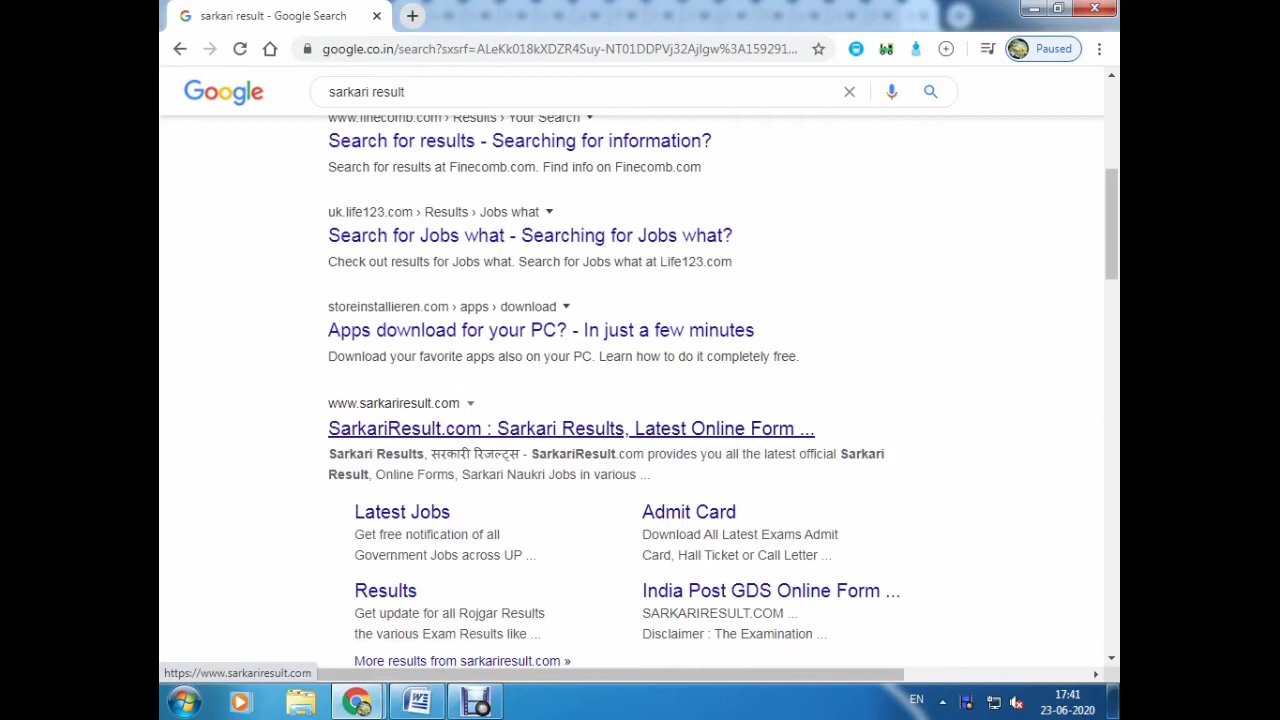 sarkari result - Google Search
google.co.in/search?sxsrf=ALeKk018kXDZR4Suy-NT01DDPVj32AjIgw%3A159291...
Paused
Google
sarkari result
www.finecomb.com › Results › Your Search
Search for results - Searching for information?
Search for results at Finecomb.com. Find info on Finecomb.com
uk.life123.com › Results › Jobs what
Search for Jobs what - Searching for Jobs what?
Check out results for Jobs what. Search for Jobs what at Life123.com
storeinstallieren.com › apps › download
Apps download for your PC? - In just a few minutes
Download your favorite apps also on your PC. Learn how to do it completely free.
www.sarkariresult.com
SarkariResult.com : Sarkari Results, Latest Online Form ...
Sarkari Results, सरकारी रिजल्ट्स - SarkariResult.com provides you all the latest official Sarkari
Result, Online Forms, Sarkari Naukri Jobs in various ...
Latest Jobs
Get free notification of all
Government Jobs across UP ...
Admit Card
Download All Latest Exams Admit
Card, Hall Ticket or Call Letter ...
Results
Get update for all Rojgar Results
the various Exam Results like ...
India Post GDS Online Form ...
SARKARIRESULT.COM ...
Disclaimer : The Examination ...
More results from sarkariresult.com »
https://www.sarkariresult.com
EN
17:41
23-06-2020